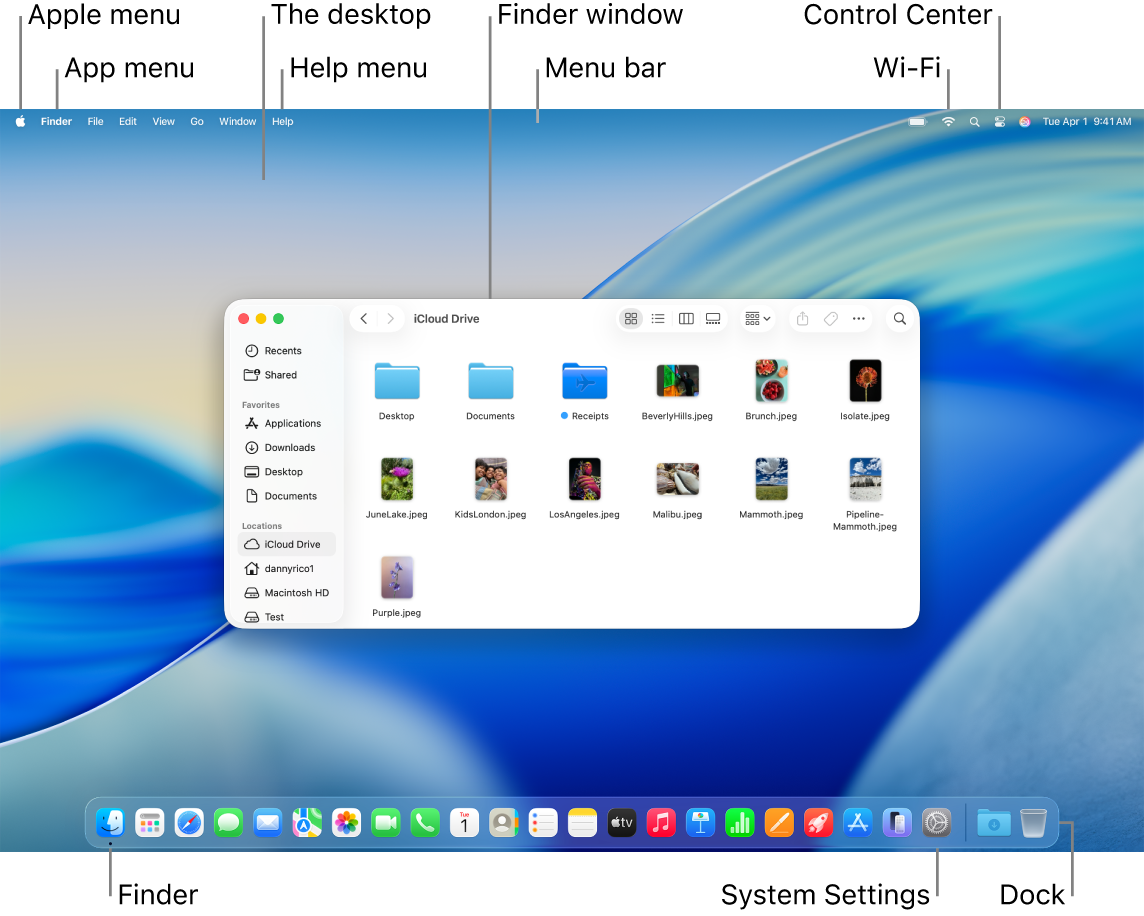 Apple menu
The desktop
Finder window
Control Center
App menu
Help menu
Menu bar
Wi-Fi
Finder File Edit View Go Window Help
Tue Apr 1 9:41 AM
iCloud Drive
Recents
Shared
Favorites
Applications
Downloads
Desktop
Documents
Locations
iCloud Drive
dannyrico1
Macintosh HD
Test
Desktop
Documents
Receipts
BeverlyHills.jpeg
Brunch.jpeg
Isolate.jpeg
JuneLake.jpeg
KidsLondon.jpeg
LosAngeles.jpeg
Malibu.jpeg
Mammoth.jpeg
Pipeline-
Mammoth.jpeg
Purple.jpeg
Tue
1
tv
Finder
System Settings
Dock